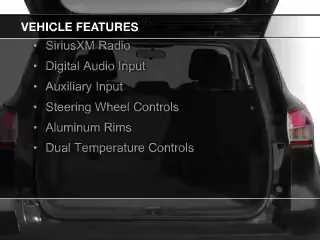 VEHICLE FEATURES
• SiriusXM Radio
• Digital Audio Input
• Auxiliary Input
• Steering Wheel Controls
• Aluminum Rims
• Dual Temperature Controls